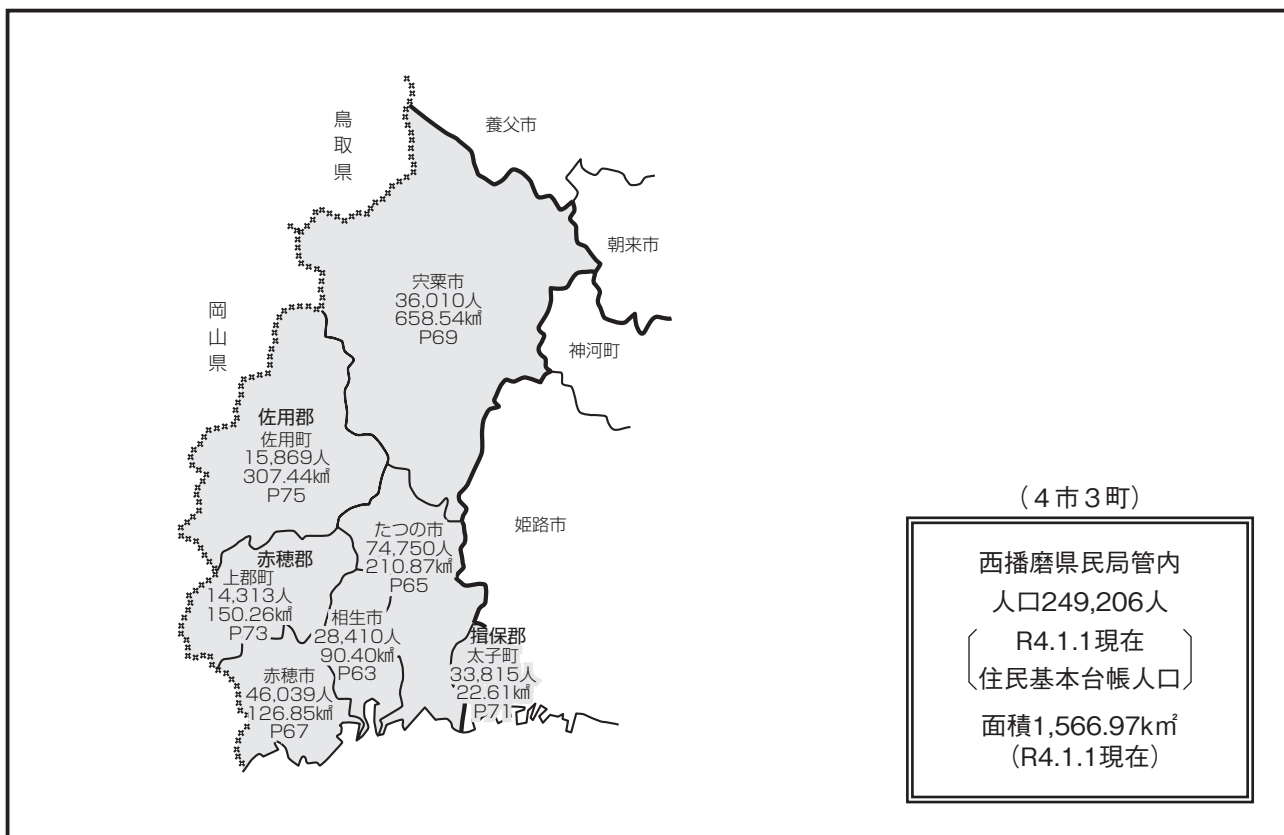 鳥取県
養父市
朝来市
宍粟市
36,010人
658.54k㎡
P69
岡山県
神河町
佐用郡
佐用町
15,869人
307.44k㎡
P75
姫路市
たつの市
74,750人
210.87k㎡
P65
赤穂郡
上郡町
14,313人
150.26k㎡
P73
相生市
28,410人
90.40k㎡
P63
揖保郡
太子町
33,815人
22.61k㎡
P71
赤穂市
46,039人
126.85k㎡
P67
（４市３町）
西播磨県民局管内
人口249,206人
R4.1.1現在
住民基本台帳人口
面積1,566.97k㎡
（R4.1.1現在）